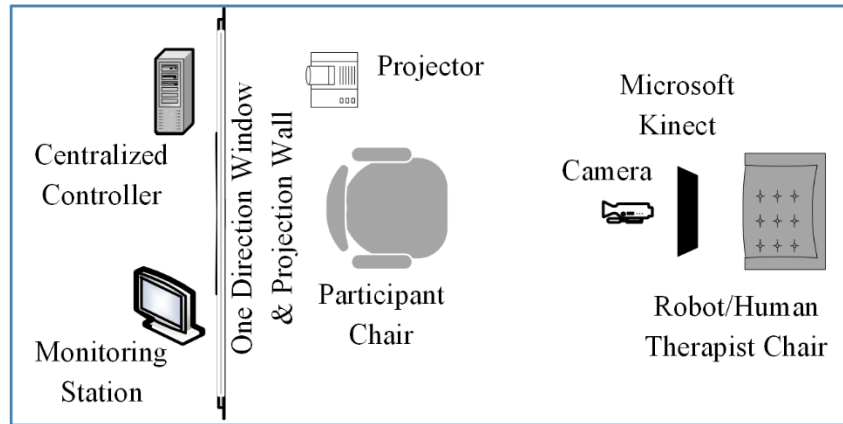 Centralized
Controller
Monitoring
Station
One Direction Window
& Projection Wall
Projector
Participant
Chair
Camera
Microsoft
Kinect
Robot/Human
Therapist Chair